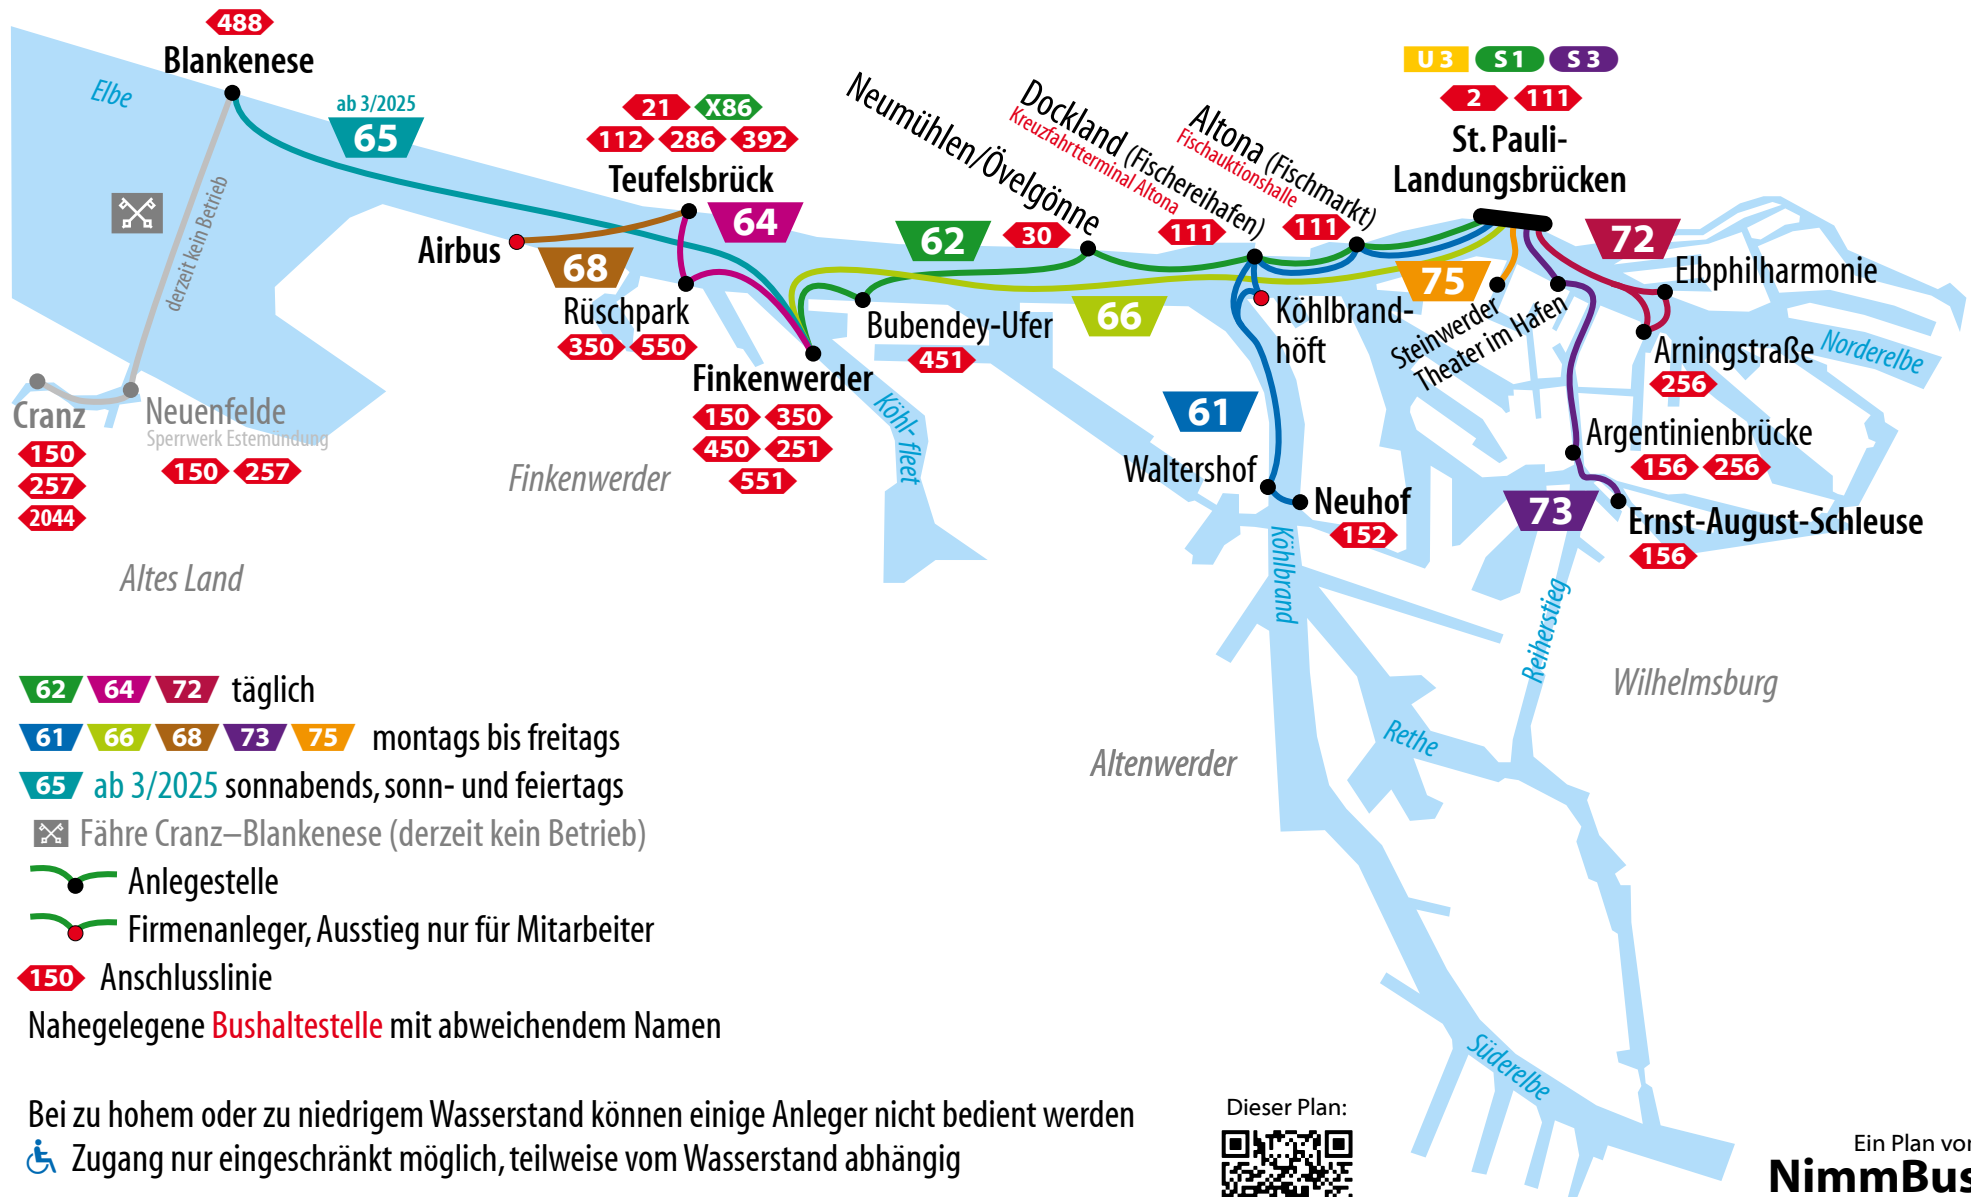 488
Blankenese
Elbe
ab 3/2025
65
derzeit kein Betrieb
21 X86
112 286 392
Teufelsbrück
64
Airbus
68
Rüschpark
350 550
Neumühlen/Övelgönne
30
62
Dockland (Fischereihafen)
Kreuzfahrtterminal Altona
111
Altona (Fischmarkt)
Fischauktionshalle
111
U 3 S 1 S 3
2 111
St. Pauli-
Landungsbrücken
72
Elbphilharmonie
75
Steinwerder
Theater im Hafen
Arningstraße
256
Norderelbe
Bubendey-Ufer
451
66
Köhlbrand-
höft
Finkenwerder
150 350
450 251
551
Köhl- fleet
61
Waltershof
Neuhof
152
Köhlbrand
Argentinienbrücke
156 256
73
Ernst-August-Schleuse
156
Reiherstieg
Cranz
150
257
2044
Neuenfelde
Sperrwerk Estemündung
150 257
Finkenwerder
Altes Land
Wilhelmsburg
Altenwerder
Rethe
Süderelbe
62 64 72 täglich
61 66 68 73 75 montags bis freitags
65 ab 3/2025 sonnabends, sonn- und feiertags
Fähre Cranz–Blankenese (derzeit kein Betrieb)
Anlegestelle
Firmenanleger, Ausstieg nur für Mitarbeiter
150 Anschlusslinie
Nahegelegene Bushaltestelle mit abweichendem Namen
Bei zu hohem oder zu niedrigem Wasserstand können einige Anleger nicht bedient werden
Zugang nur eingeschränkt möglich, teilweise vom Wasserstand abhängig
Dieser Plan:
Ein Plan von
NimmBus